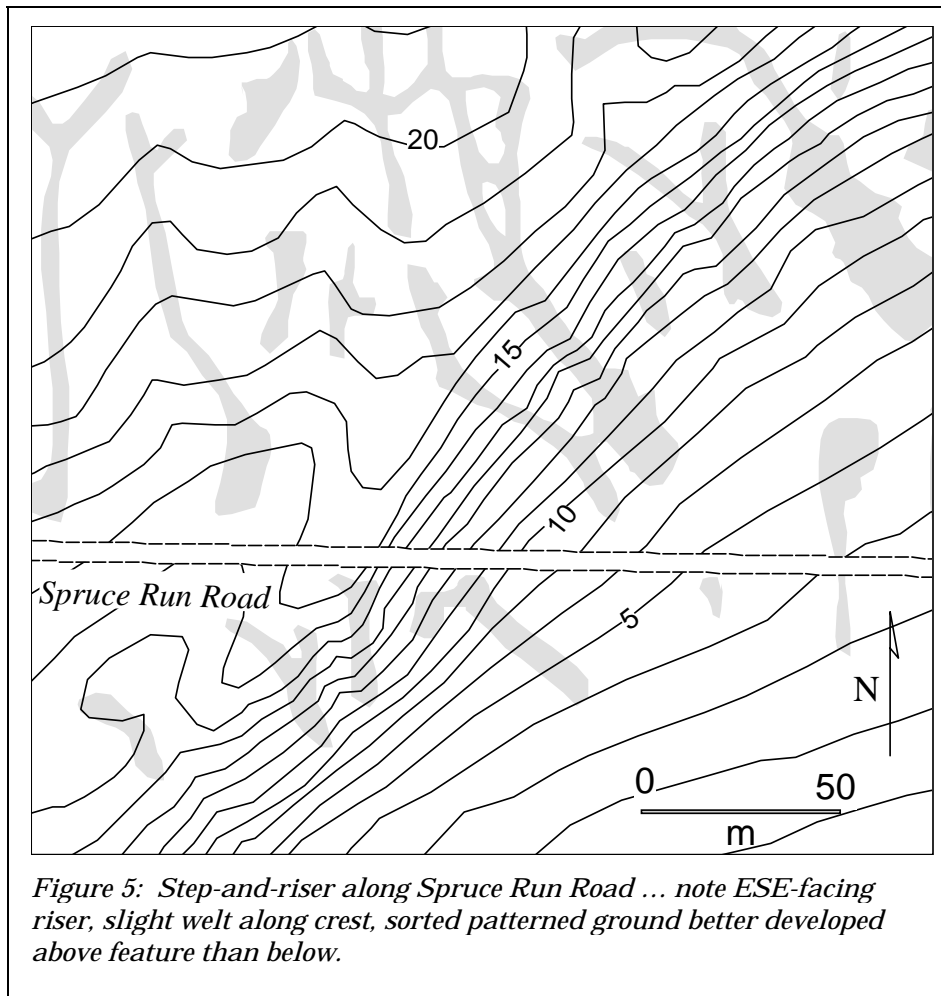 20
15
10
Spruce Run Road
5
N
0 50
m
Figure 5: Step-and-riser along Spruce Run Road … note ESE-facing
riser, slight welt along crest, sorted patterned ground better developed
above feature than below.